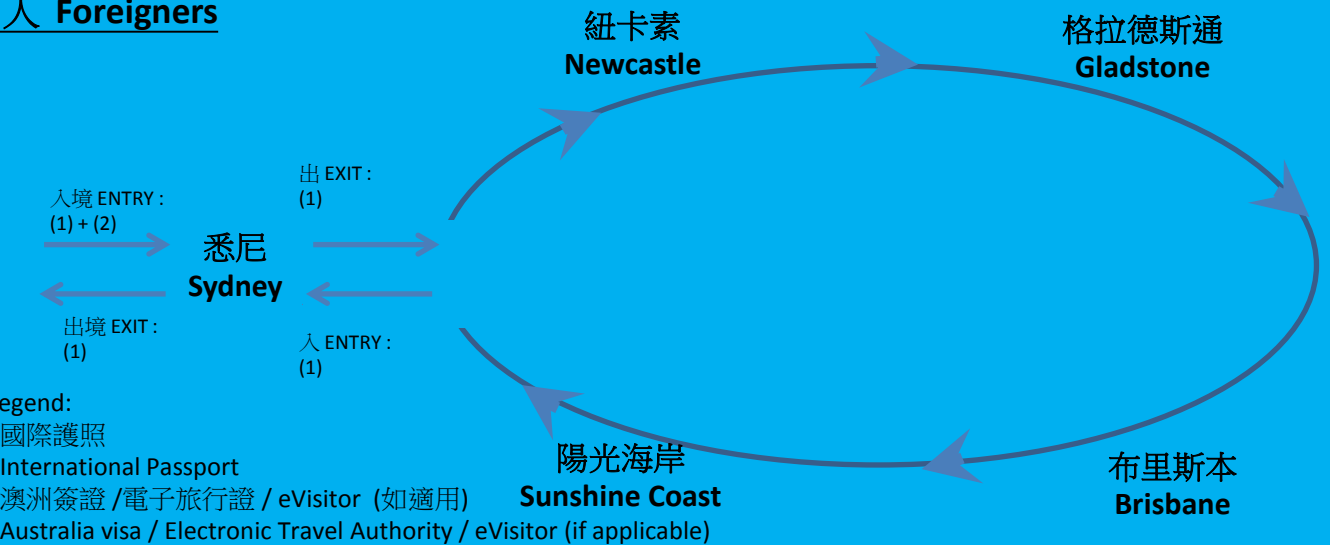 人 Foreigners
紐卡素
Newcastle
格拉德斯通
Gladstone
入境 ENTRY :
(1) + (2)
出 EXIT :
(1)
悉尼
Sydney
出境 EXIT :
(1)
入 ENTRY :
(1)
egend:
國際護照
International Passport
澳洲簽證 /電子旅行證 / eVisitor (如適用)
Australia visa / Electronic Travel Authority / eVisitor (if applicable)
陽光海岸
Sunshine Coast
布里斯本
Brisbane